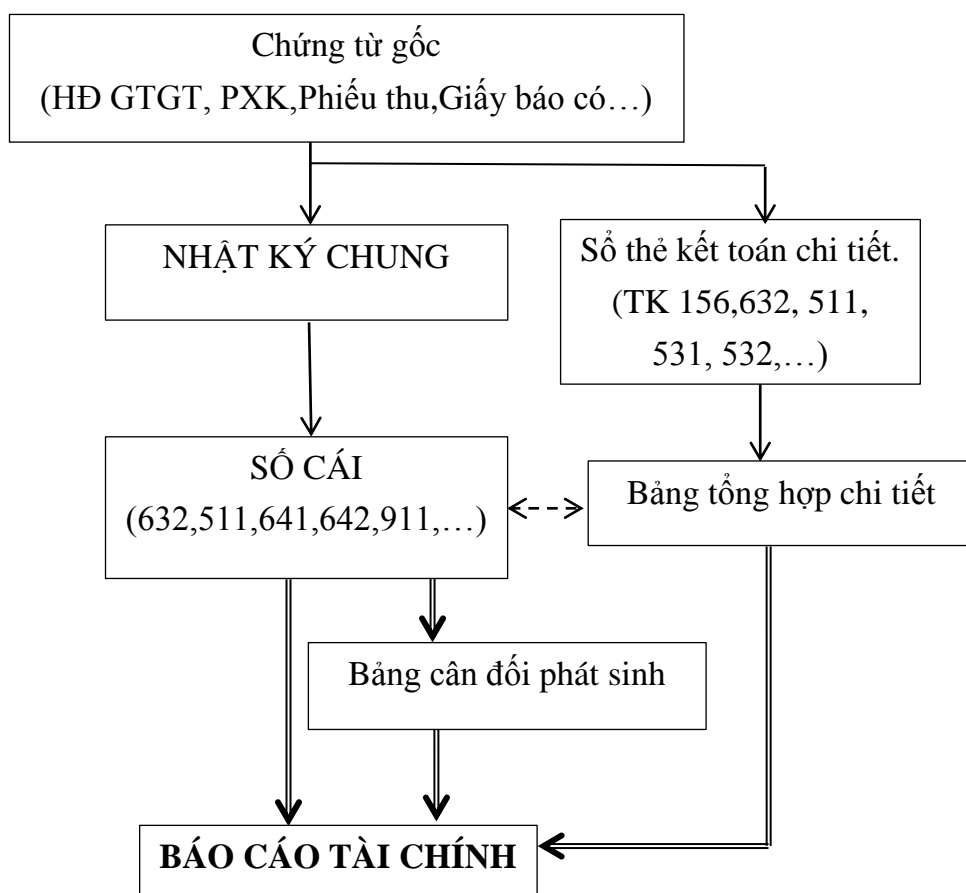 Chứng từ gốc
(HĐ GTGT, PXK,Phiếu thu,Giấy báo có…)
NHẬT KÝ CHUNG
Sổ thẻ kết toán chi tiết.
(TK 156,632, 511,
531, 532,…)
SỔ CÁI
(632,511,641,642,911,…)
Bảng tổng hợp chi tiết
Bảng cân đối phát sinh
BÁO CÁO TÀI CHÍNH